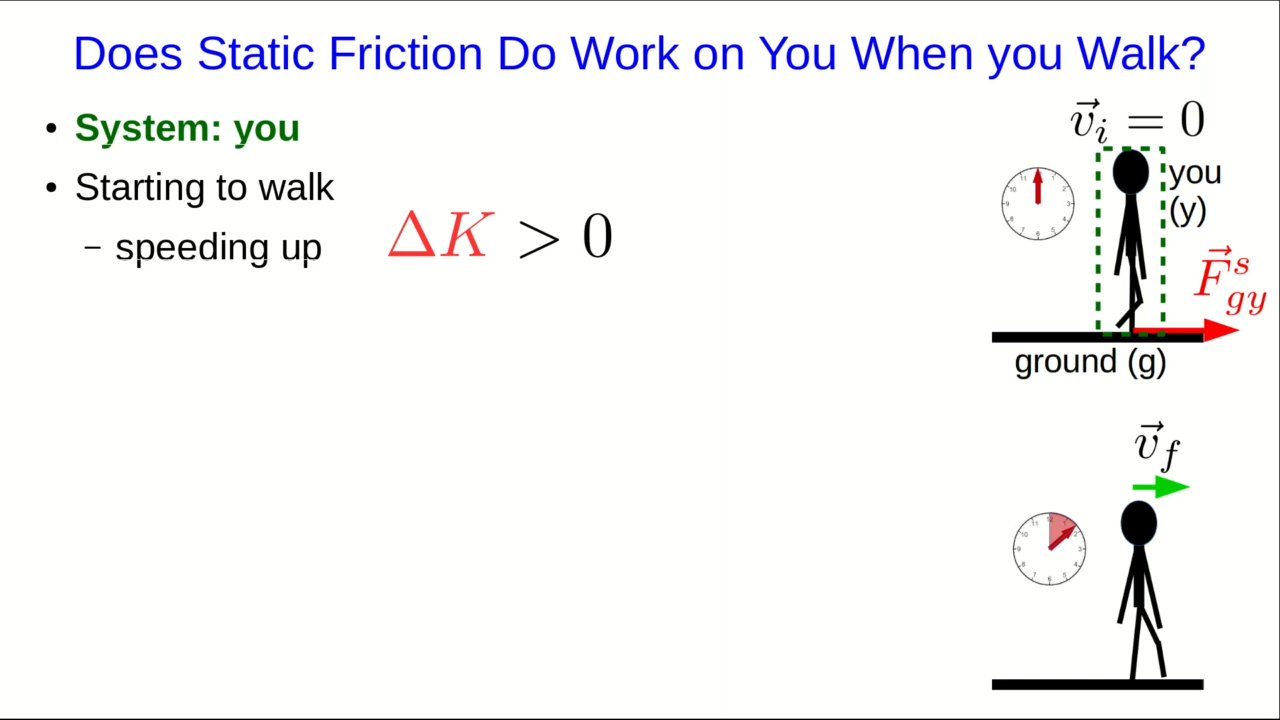 Does Static Friction Do Work on You When you Walk?
• System: you
• Starting to walk
– speeding up
ΔK > 0
v⃗ᵢ = 0
you
(y)
F⃗ˢgy
ground (g)
v⃗f